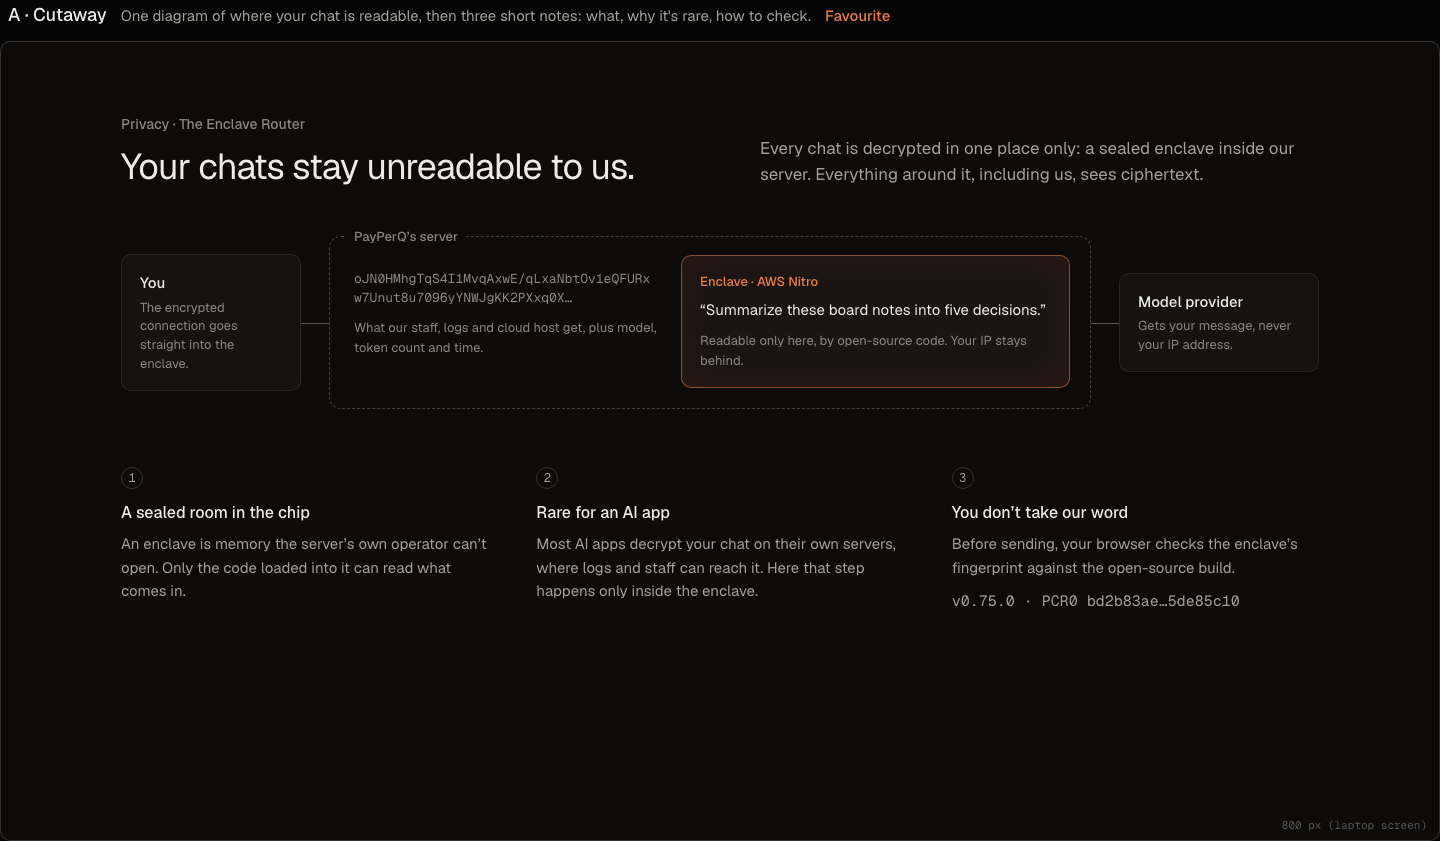 A · Cutaway One diagram of where your chat is readable, then three short notes: what, why it's rare, how to check. Favourite
Privacy · The Enclave Router
Your chats stay unreadable to us.
Every chat is decrypted in one place only: a sealed enclave inside our
server. Everything around it, including us, sees ciphertext.
You
The encrypted
connection goes
straight into the
enclave.
PayPerQ’s server
oJN0HMhgTqS4I1MvqAxwE/qLxaNbtOv1eQFURx
w7Unut8u7096yYNWJgKK2PXxq0X…
What our staff, logs and cloud host get, plus model,
token count and time.
Enclave · AWS Nitro
“Summarize these board notes into five decisions.”
Readable only here, by open-source code. Your IP stays
behind.
Model provider
Gets your message, never
your IP address.
1
A sealed room in the chip
An enclave is memory the server’s own operator can’t
open. Only the code loaded into it can read what
comes in.
2
Rare for an AI app
Most AI apps decrypt your chat on their own servers,
where logs and staff can reach it. Here that step
happens only inside the enclave.
3
You don’t take our word
Before sending, your browser checks the enclave’s
fingerprint against the open-source build.
v0.75.0 · PCR0 bd2b83ae…5de85c10
800 px (laptop screen)